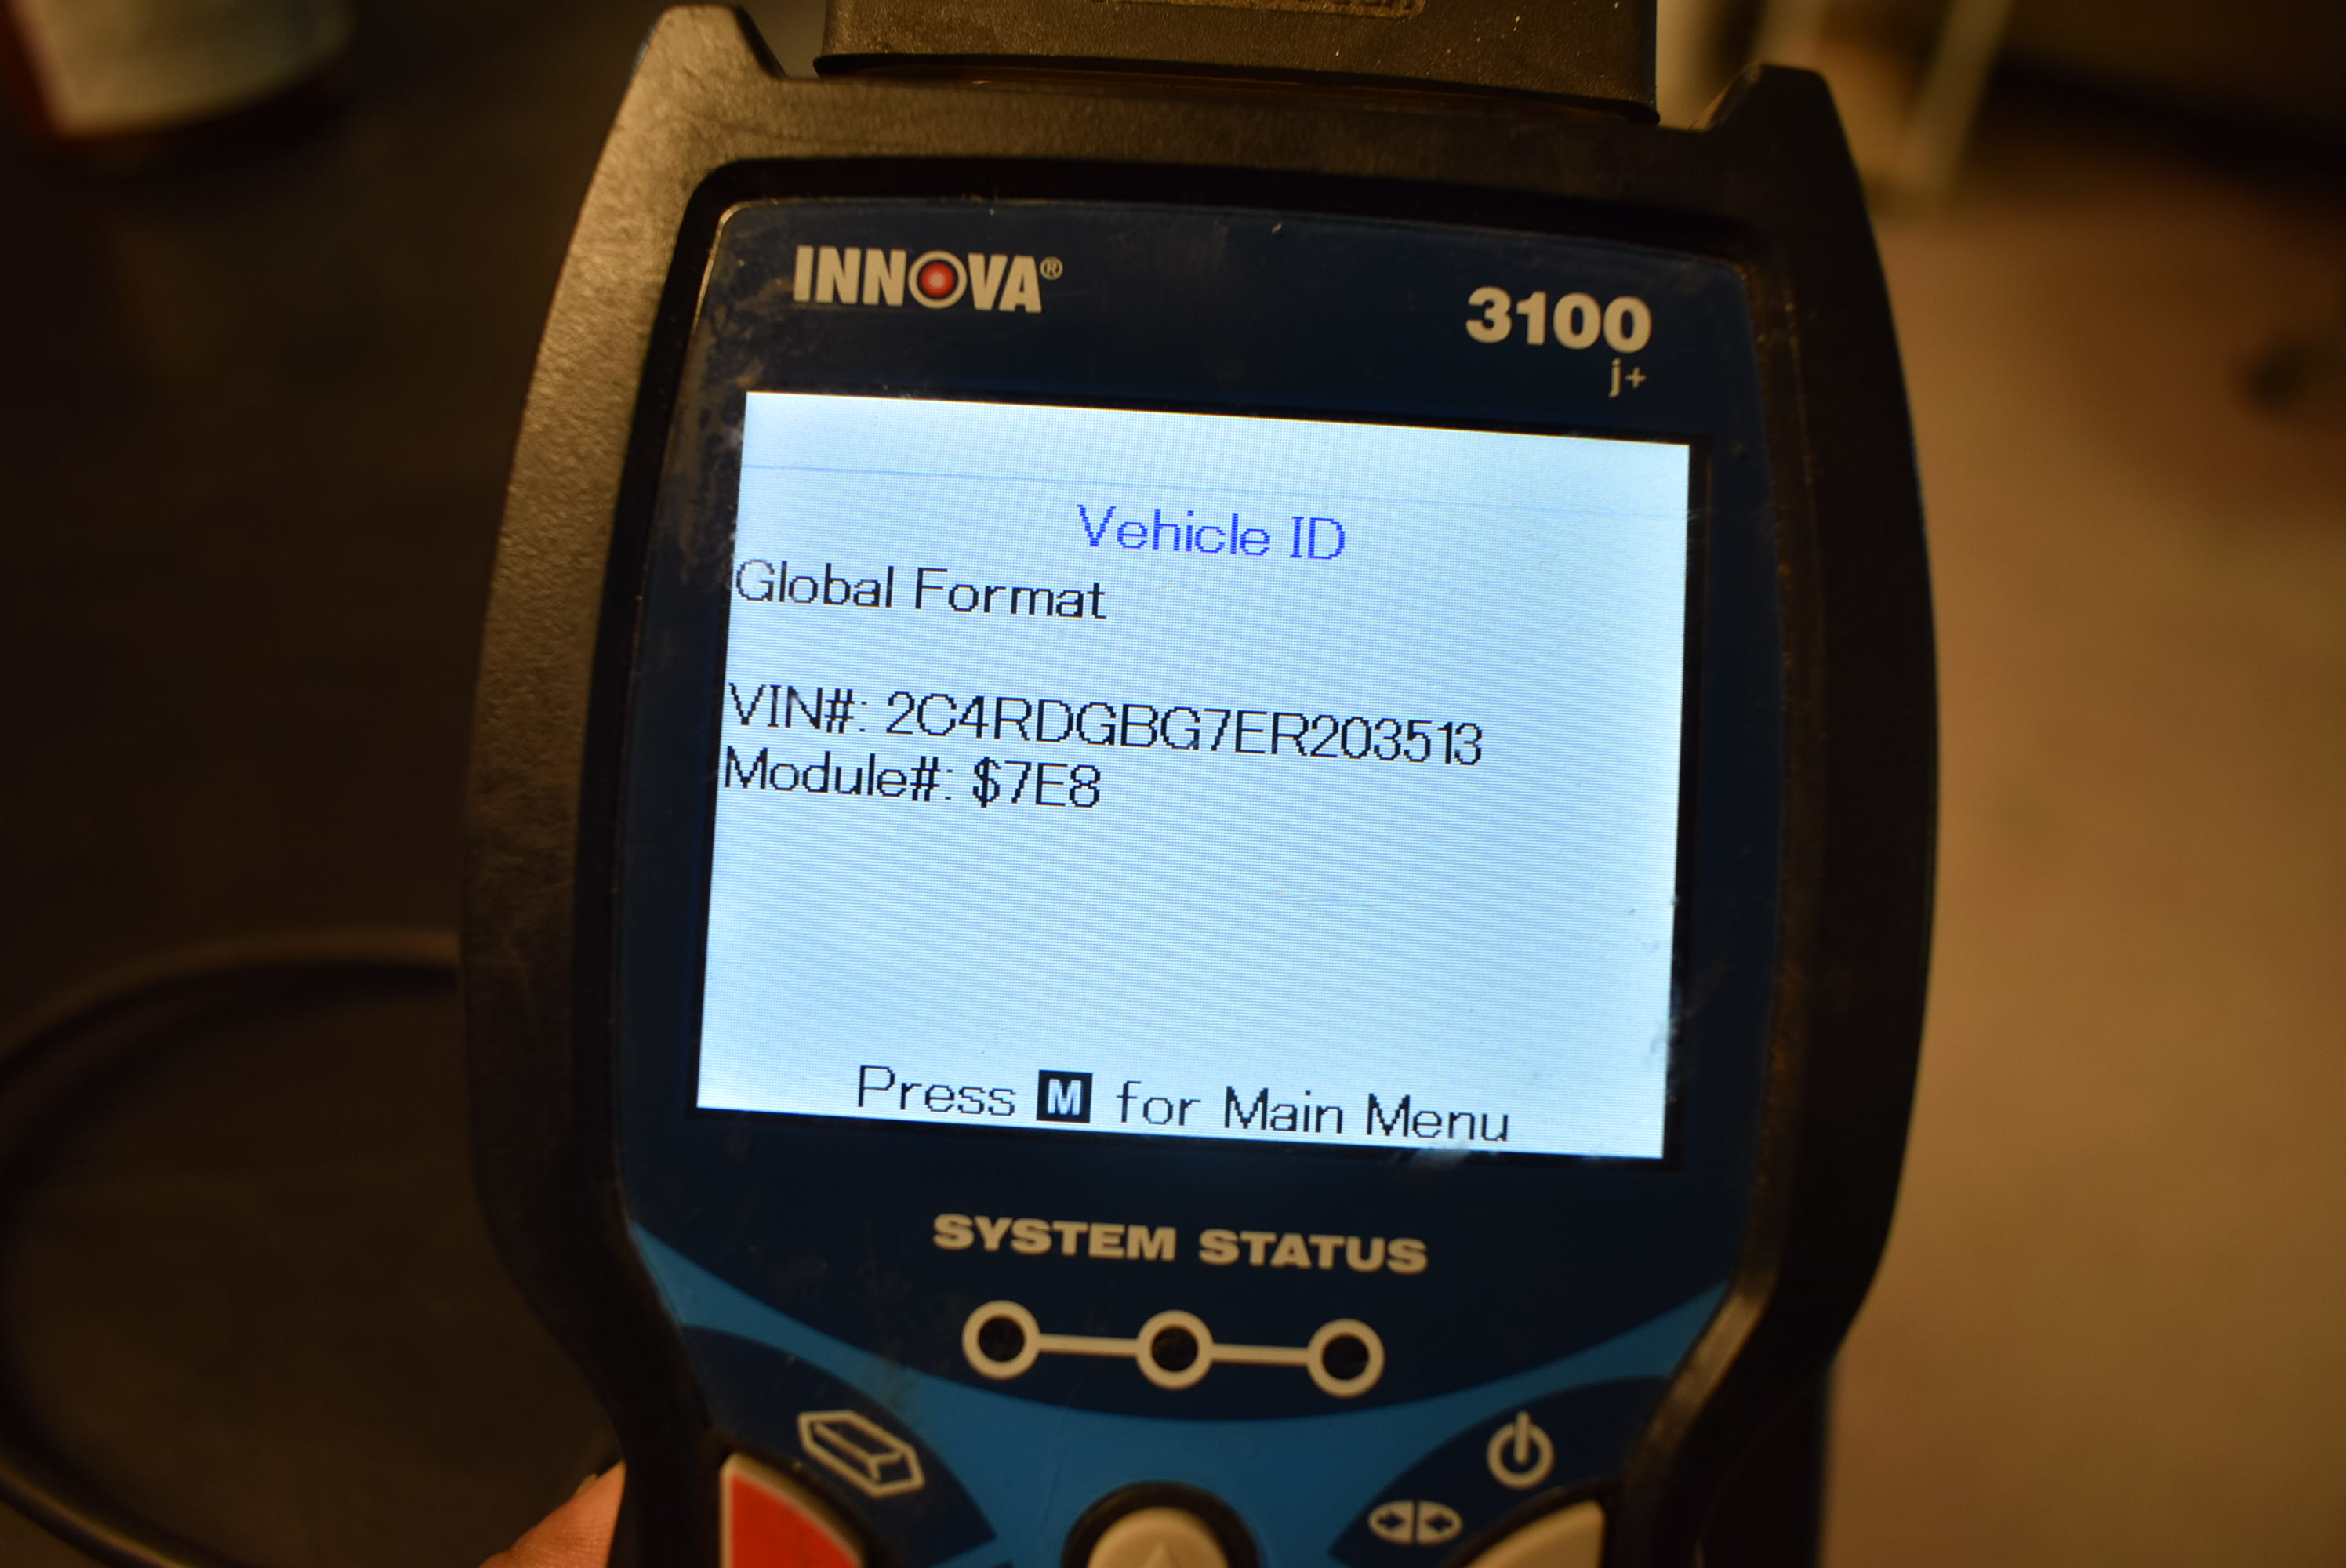 INNOVA®
3100
j+
Vehicle ID
Global Format
VIN#: 2C4RDGBG7ER203513
Module#: $7E8
Press M for Main Menu
SYSTEM STATUS